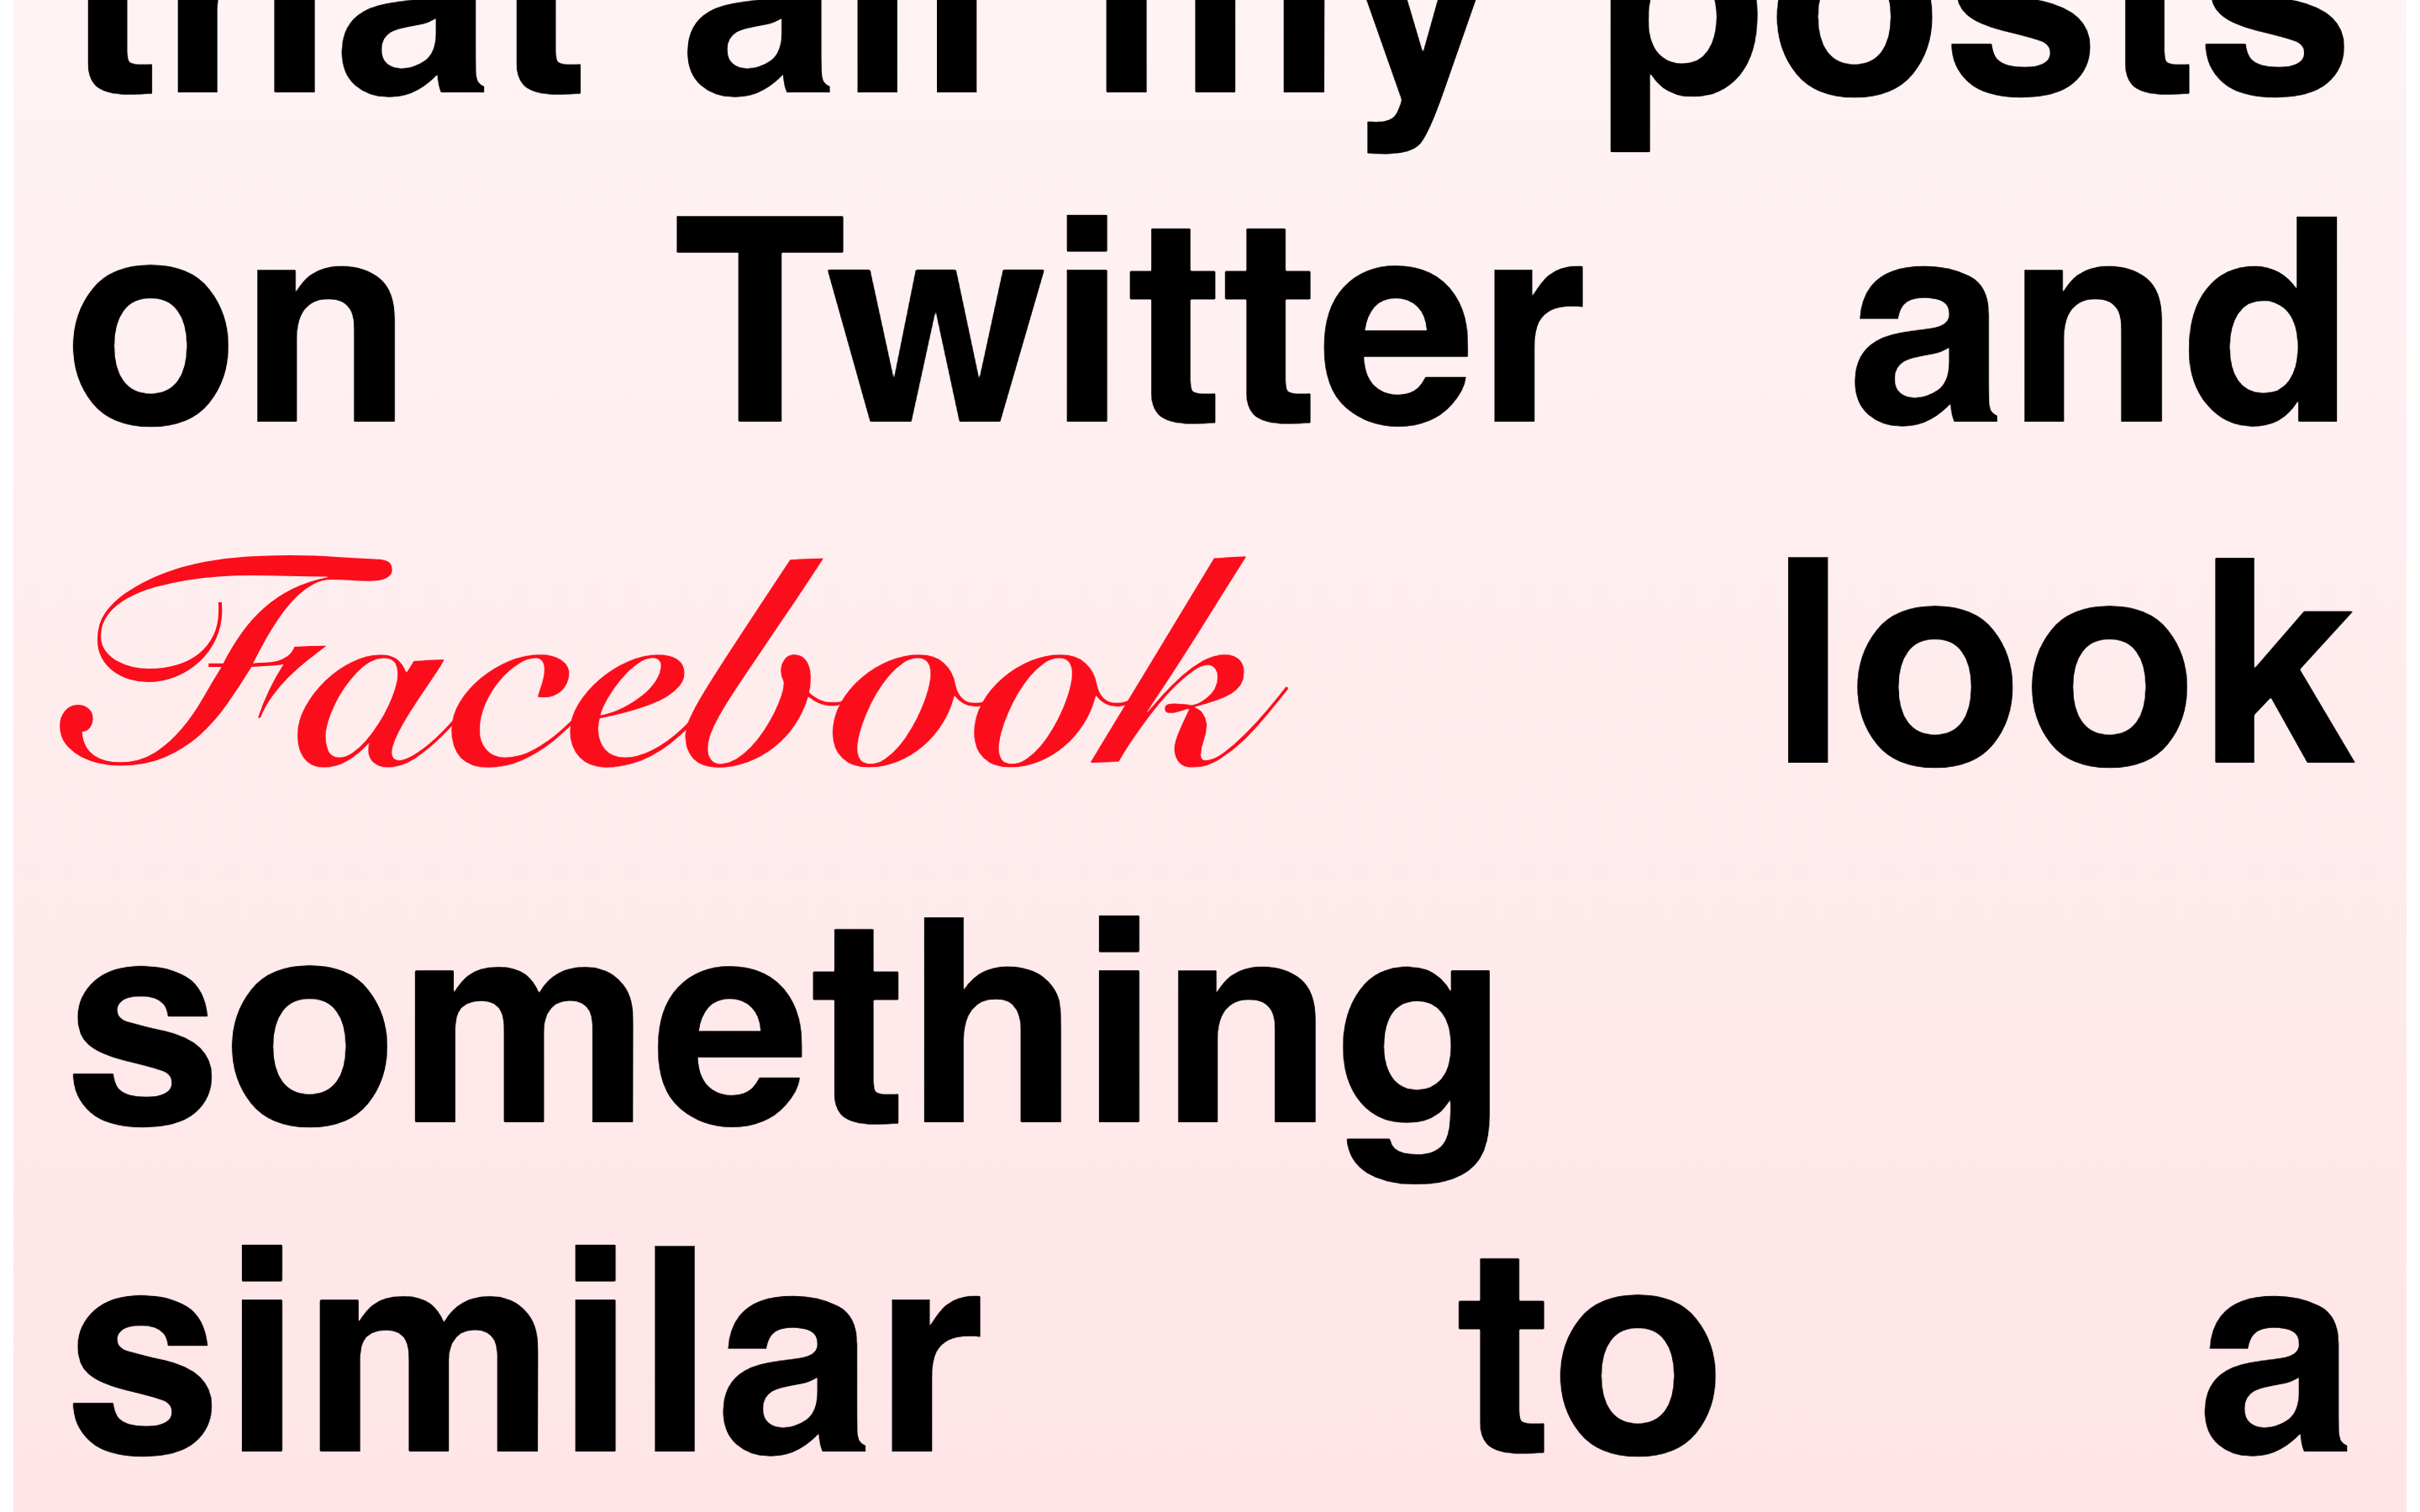 that all my posts
on Twitter and
Facebook look
something
similar to a